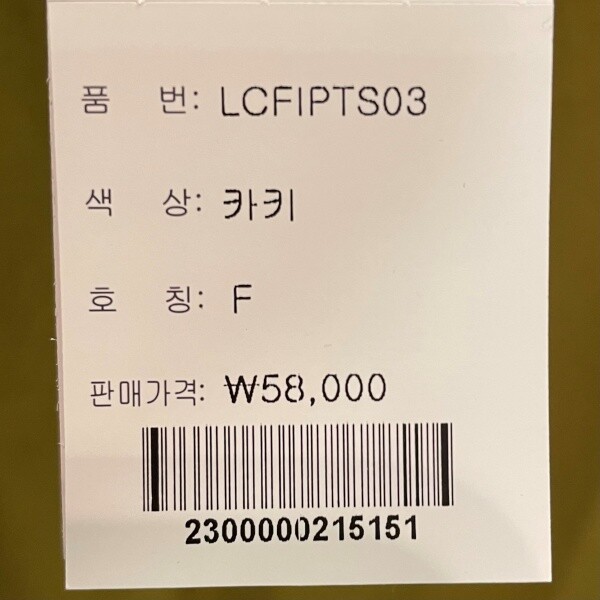 품 번: LCFIPTS03
색 상: 카키
호 칭: F
판매가격: ₩58,000
2300000215151